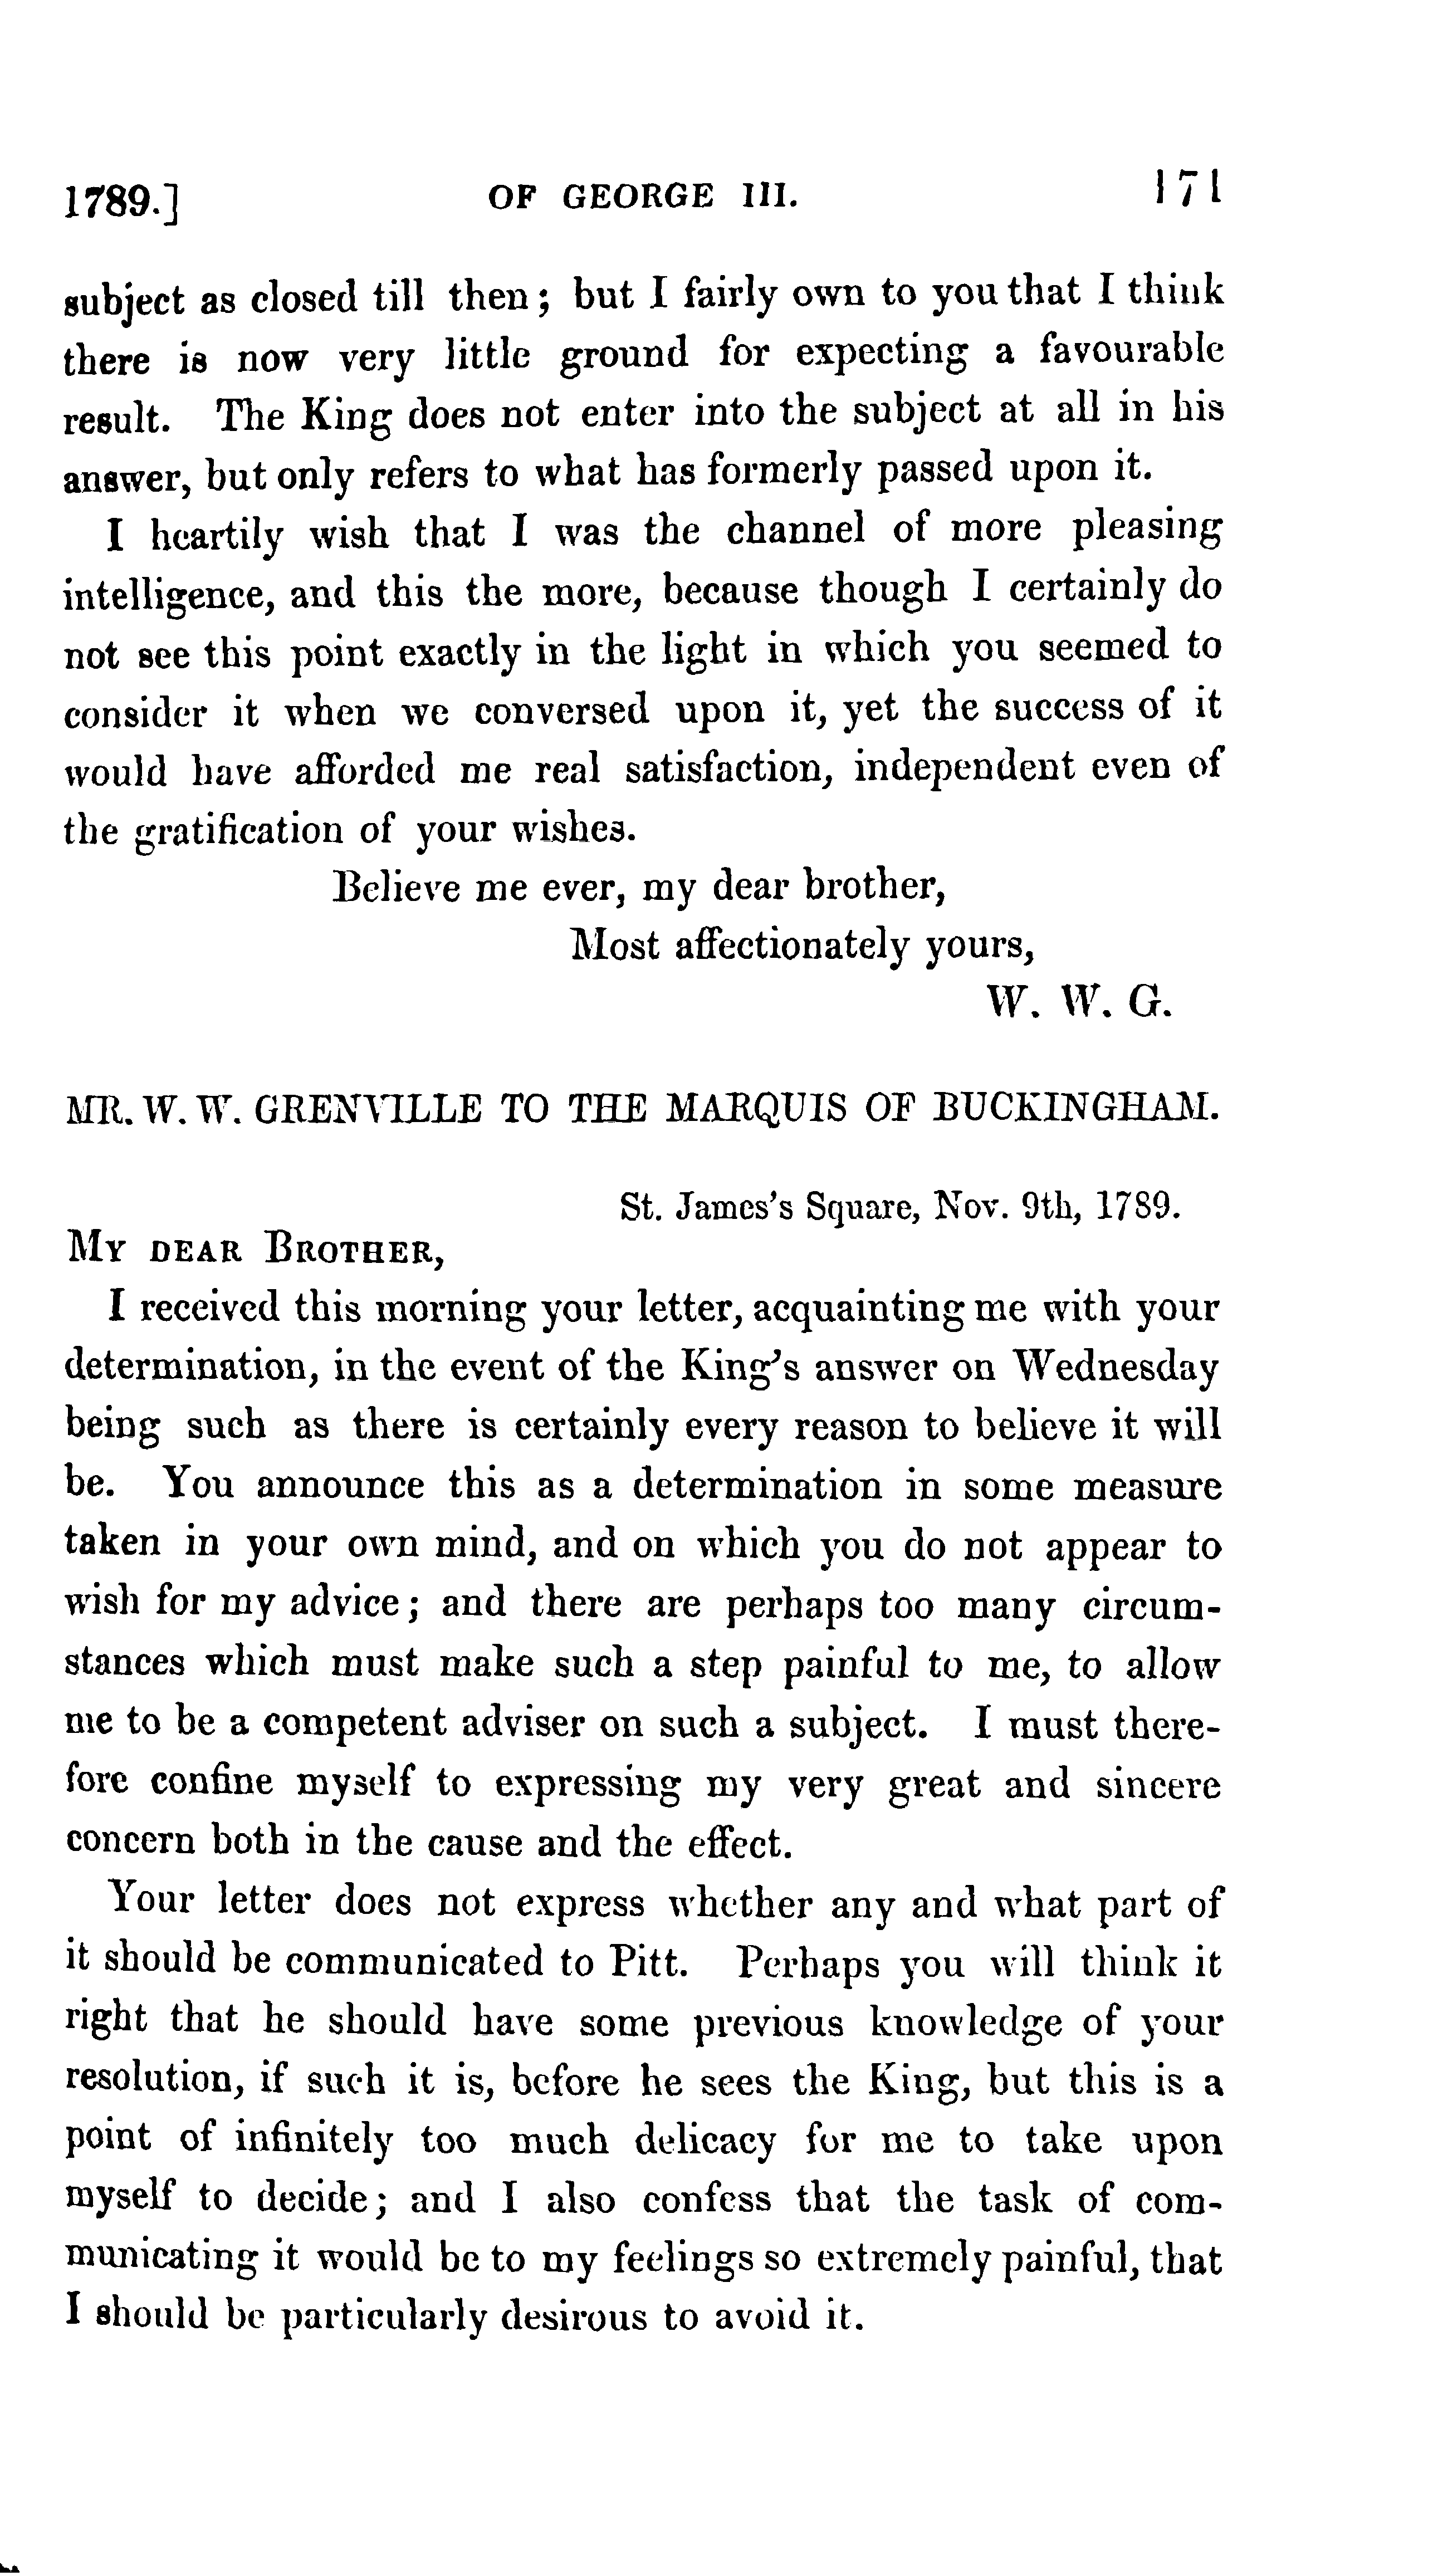 1789.] OF GEORGE III. 171
subject as closed till then; but I fairly own to you that I think
there is now very little ground for expecting a favourable
result. The King does not enter into the subject at all in his
answer, but only refers to what has formerly passed upon it.
I heartily wish that I was the channel of more pleasing
intelligence, and this the more, because though I certainly do
not see this point exactly in the light in which you seemed to
consider it when we conversed upon it, yet the success of it
would have afforded me real satisfaction, independent even of
the gratification of your wishes.
Believe me ever, my dear brother,
Most affectionately yours,
W. W. G.
MR. W. W. GRENVILLE TO THE MARQUIS OF BUCKINGHAM.
St. James's Square, Nov. 9th, 1789.
MY DEAR BROTHER,
I received this morning your letter, acquainting me with your
determination, in the event of the King's answer on Wednesday
being such as there is certainly every reason to believe it will
be. You announce this as a determination in some measure
taken in your own mind, and on which you do not appear to
wish for my advice; and there are perhaps too many circum-
stances which must make such a step painful to me, to allow
me to be a competent adviser on such a subject. I must there-
fore confine myself to expressing my very great and sincere
concern both in the cause and the effect.
Your letter does not express whether any and what part of
it should be communicated to Pitt. Perhaps you will think it
right that he should have some previous knowledge of your
resolution, if such it is, before he sees the King, but this is a
point of infinitely too much delicacy for me to take upon
myself to decide; and I also confess that the task of com-
municating it would be to my feelings so extremely painful, that
I should be particularly desirous to avoid it.